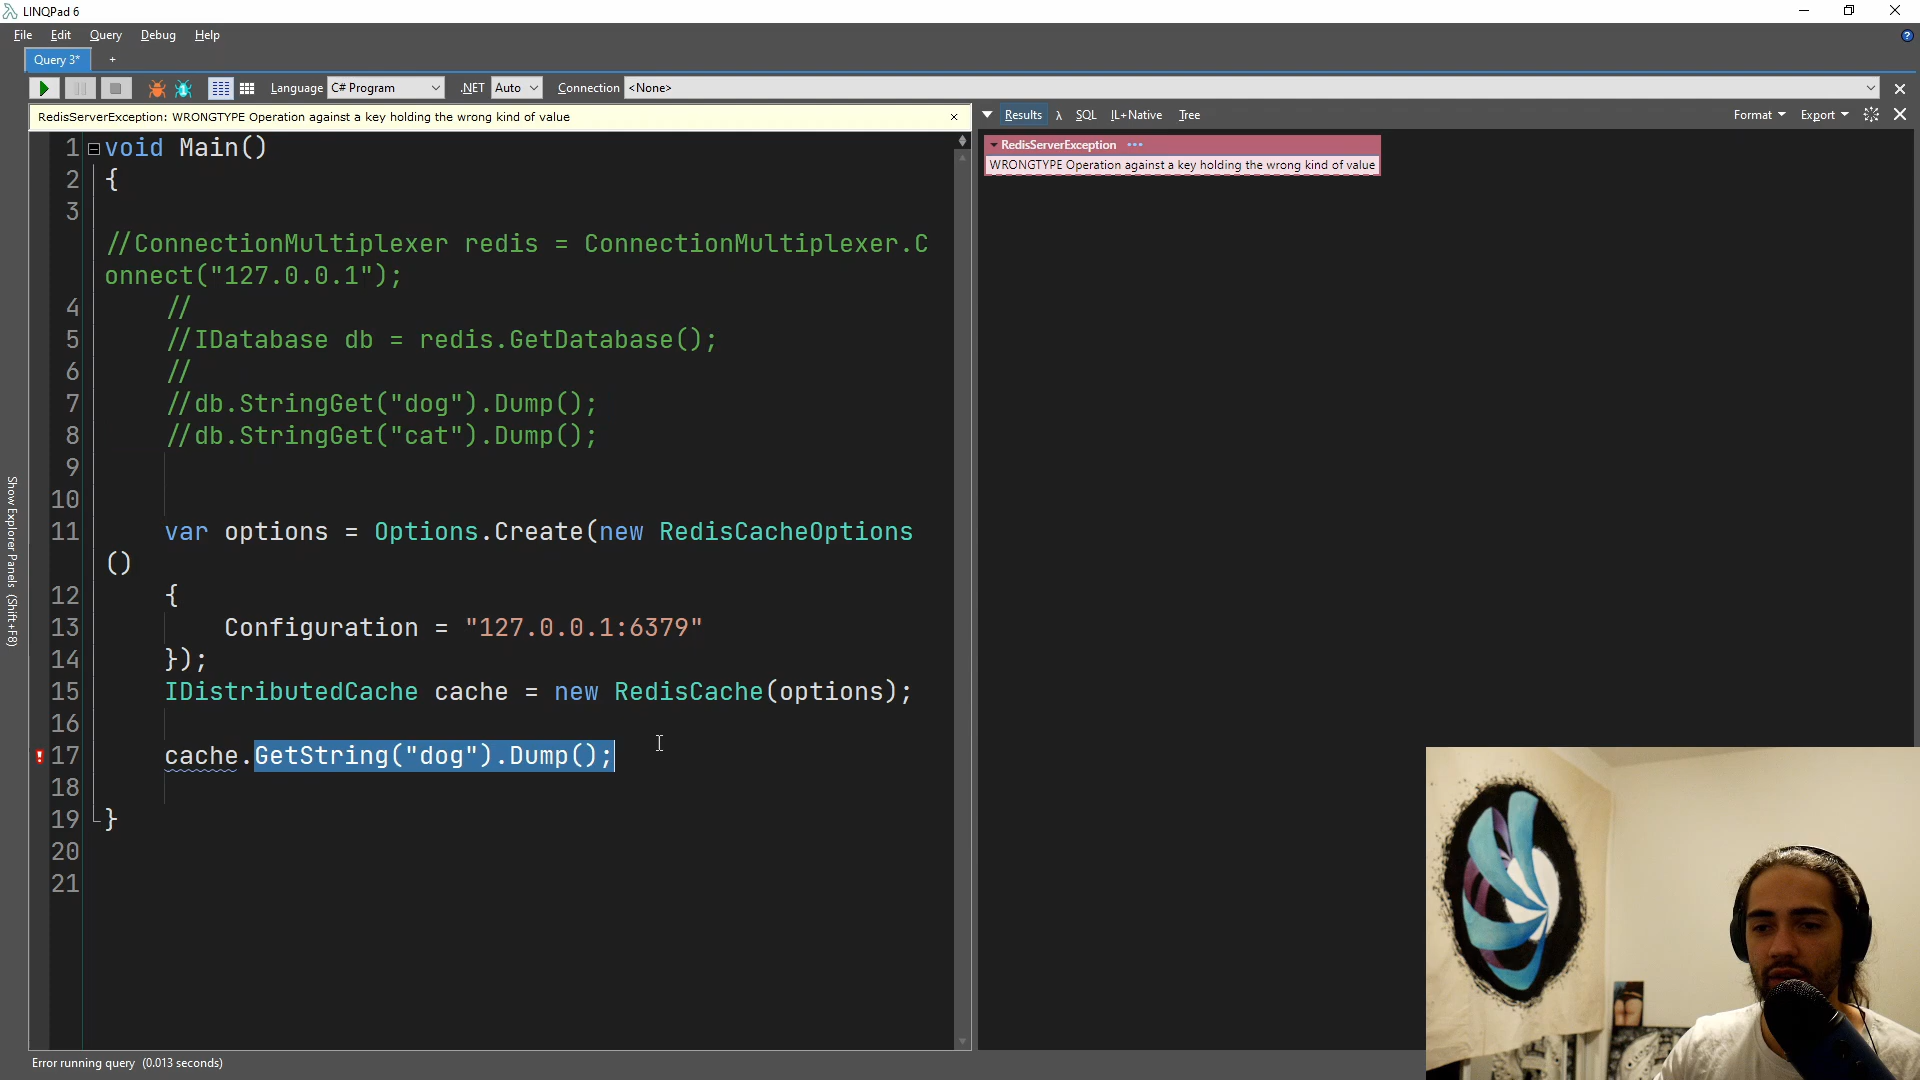 LINQPad 6
File Edit Query Debug Help
Query 3* +
Language C# Program .NET Auto Connection <None>
RedisServerException: WRONGTYPE Operation against a key holding the wrong kind of value
1 void Main()
2 {
3
//ConnectionMultiplexer redis = ConnectionMultiplexer.C
onnect("127.0.0.1");
4 //
5 //IDatabase db = redis.GetDatabase();
6 //
7 //db.StringGet("dog").Dump();
8 //db.StringGet("cat").Dump();
9
10
11 var options = Options.Create(new RedisCacheOptions
()
12 {
13 Configuration = "127.0.0.1:6379"
14 });
15 IDistributedCache cache = new RedisCache(options);
16
17 cache.GetString("dog").Dump();
18
19 }
20
21
Show Explorer Panels (Shift+F8)
Results λ SQL IL+Native Tree
Format Export
RedisServerException •••
WRONGTYPE Operation against a key holding the wrong kind of value
Error running query (0.013 seconds)